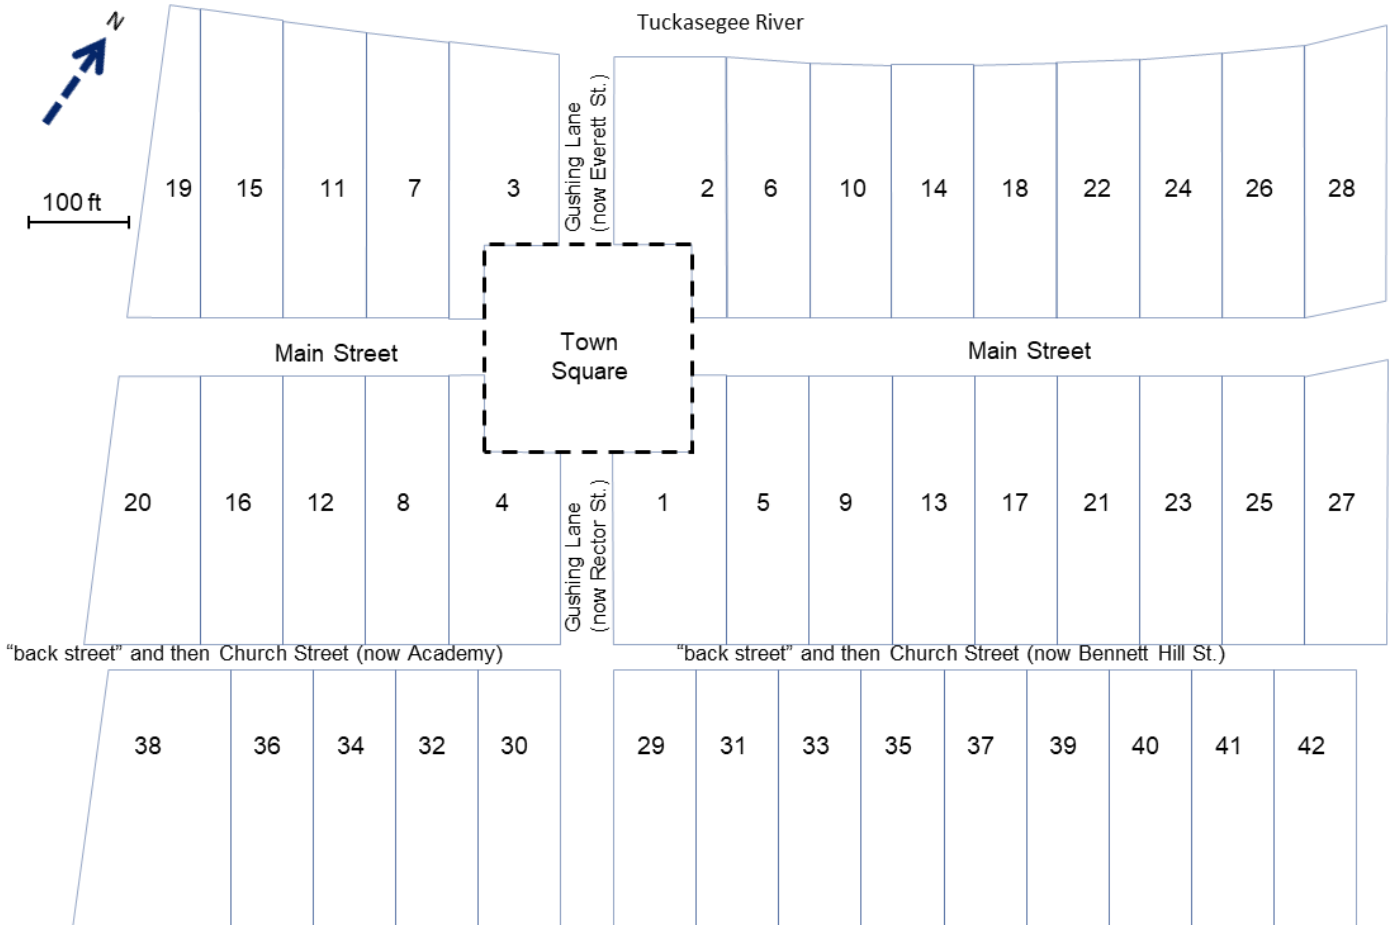 N
Tuckasegee River
Gushing Lane
(now Everett St.)
19 15 11 7 3 2 6 10 14 18 22 24 26 28
100 ft
Town
Square
Main Street
Main Street
20 16 12 8 4 1 5 9 13 17 21 23 25 27
Gushing Lane
(now Rector St.)
“back street” and then Church Street (now Academy)
“back street” and then Church Street (now Bennett Hill St.)
38 36 34 32 30 29 31 33 35 37 39 40 41 42